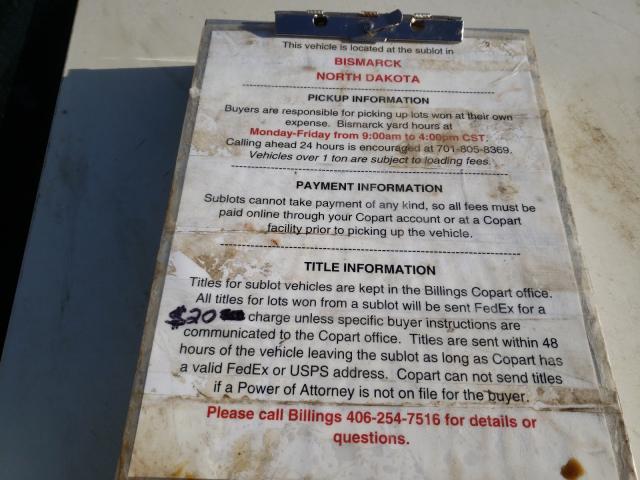 This vehicle is located at the sublot in
BISMARCK
NORTH DAKOTA
PICKUP INFORMATION
Buyers are responsible for picking up lots won at their own
expense. Bismarck yard hours at
Monday-Friday from 9:00am to 4:00pm CST.
Calling ahead 24 hours is encouraged at 701-805-8369.
Vehicles over 1 ton are subject to loading fees.
PAYMENT INFORMATION
Sublots cannot take payment of any kind, so all fees must be
paid online through your Copart account or at a Copart
facility prior to picking up the vehicle.
TITLE INFORMATION
Titles for sublot vehicles are kept in the Billings Copart office.
All titles for lots won from a sublot will be sent FedEx for a
$20 charge unless specific buyer instructions are
communicated to the Copart office. Titles are sent within 48
hours of the vehicle leaving the sublot as long as Copart has
a valid FedEx or USPS address. Copart can not send titles
if a Power of Attorney is not on file for the buyer.
Please call Billings 406-254-7516 for details or
questions.